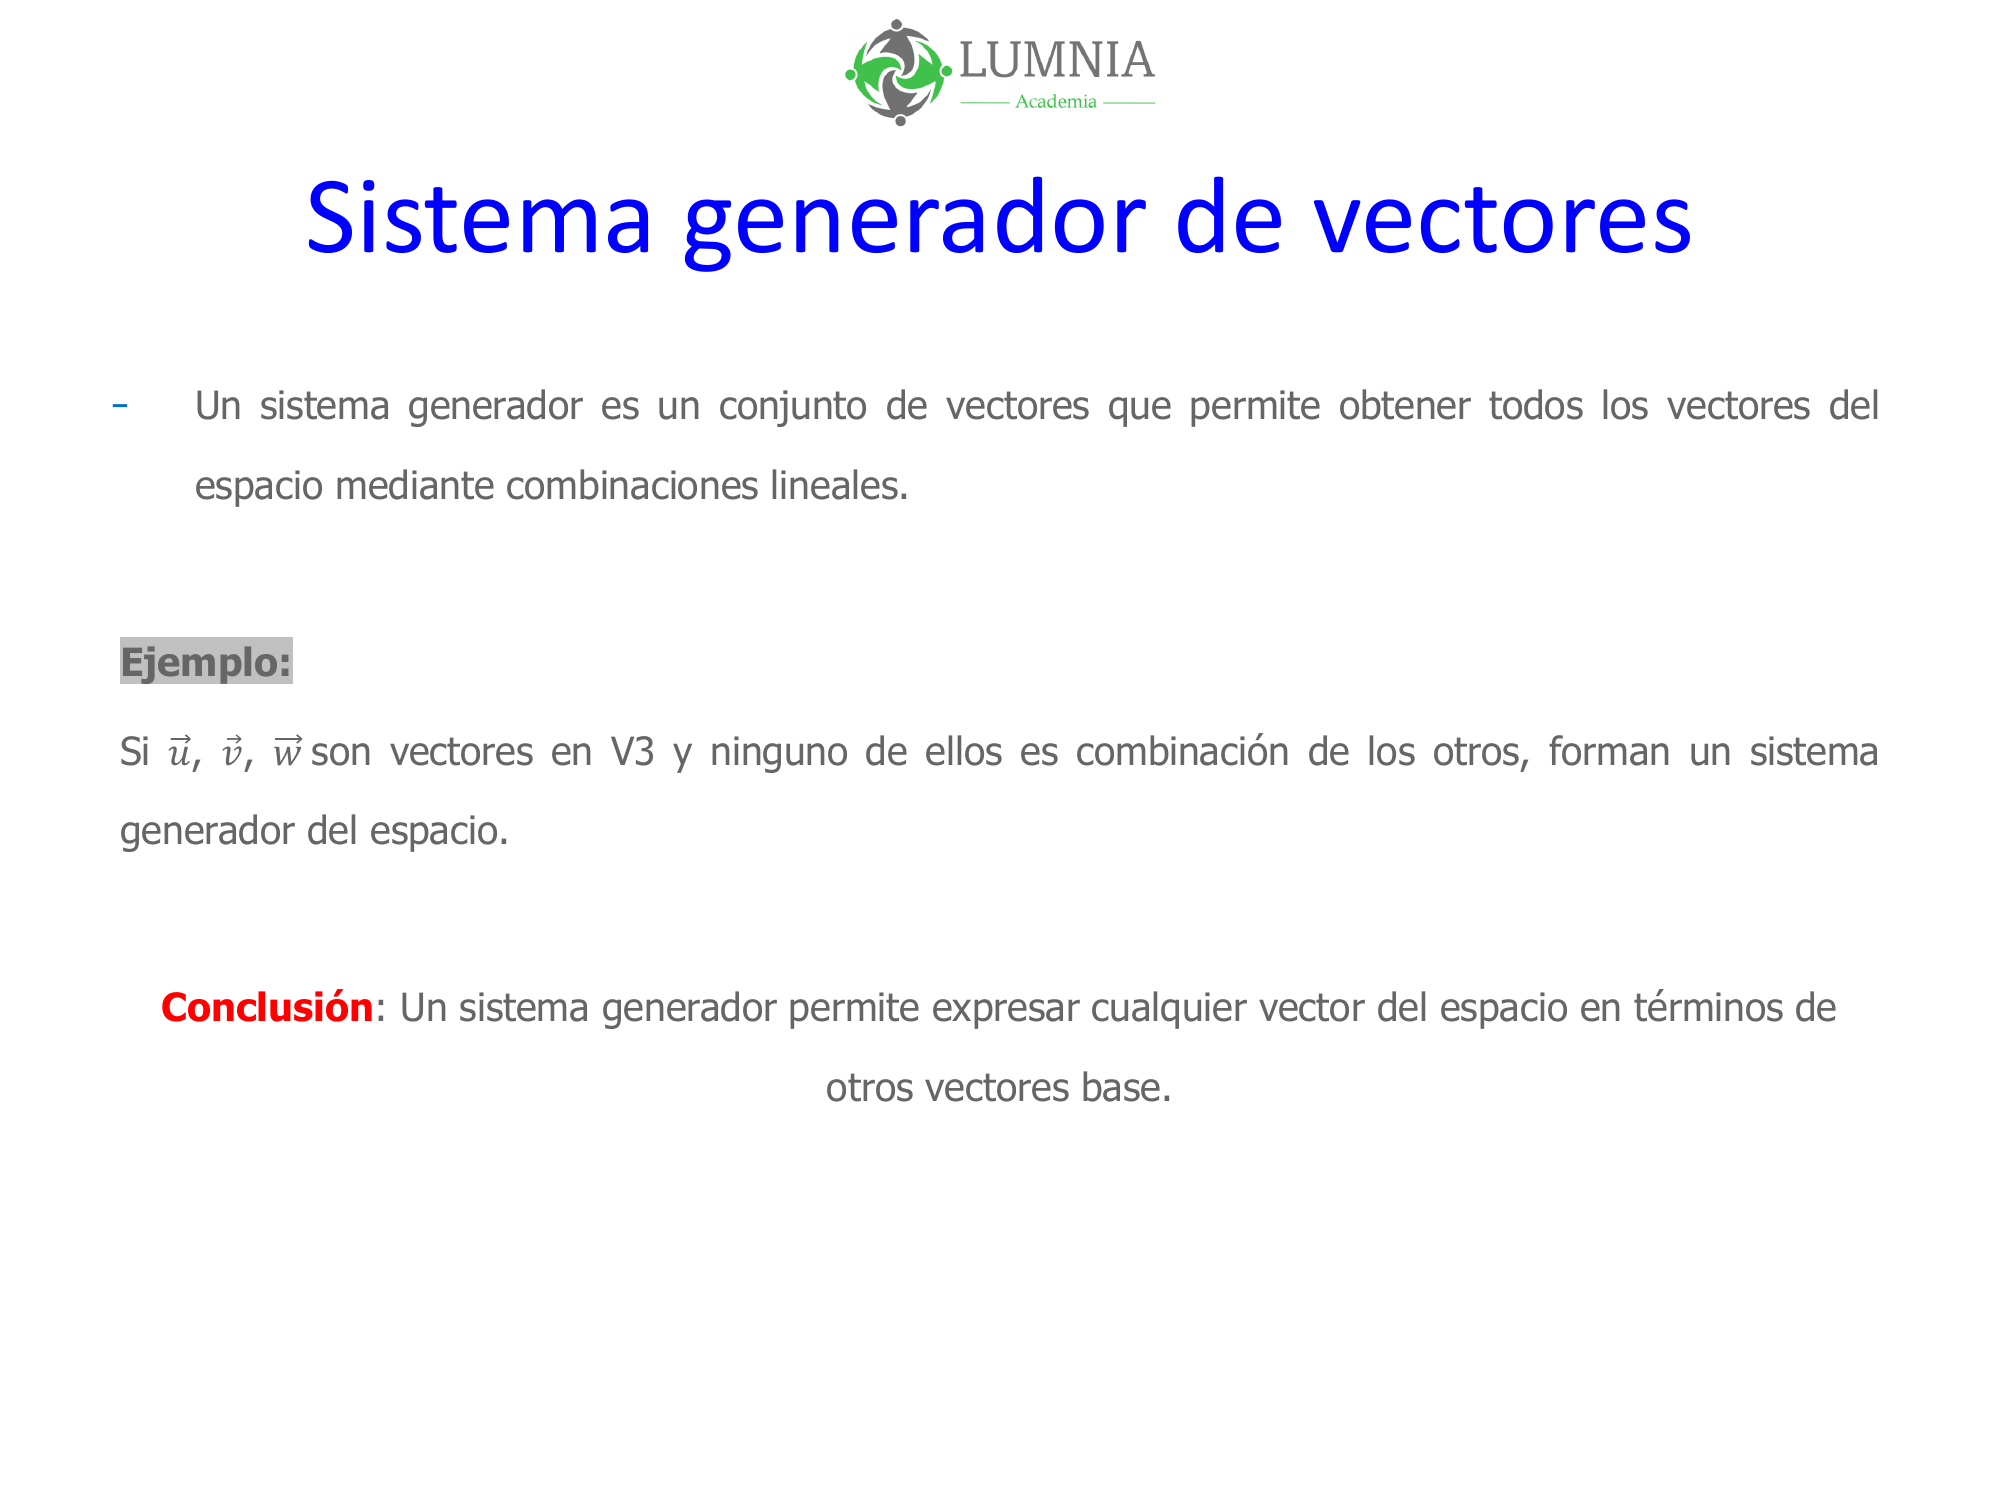 LUMNIA
Academia
Sistema generador de vectores
- Un sistema generador es un conjunto de vectores que permite obtener todos los vectores del
espacio mediante combinaciones lineales.
Ejemplo:
Si u⃗, v⃗, w⃗ son vectores en V3 y ninguno de ellos es combinación de los otros, forman un sistema
generador del espacio.
Conclusión: Un sistema generador permite expresar cualquier vector del espacio en términos de
otros vectores base.